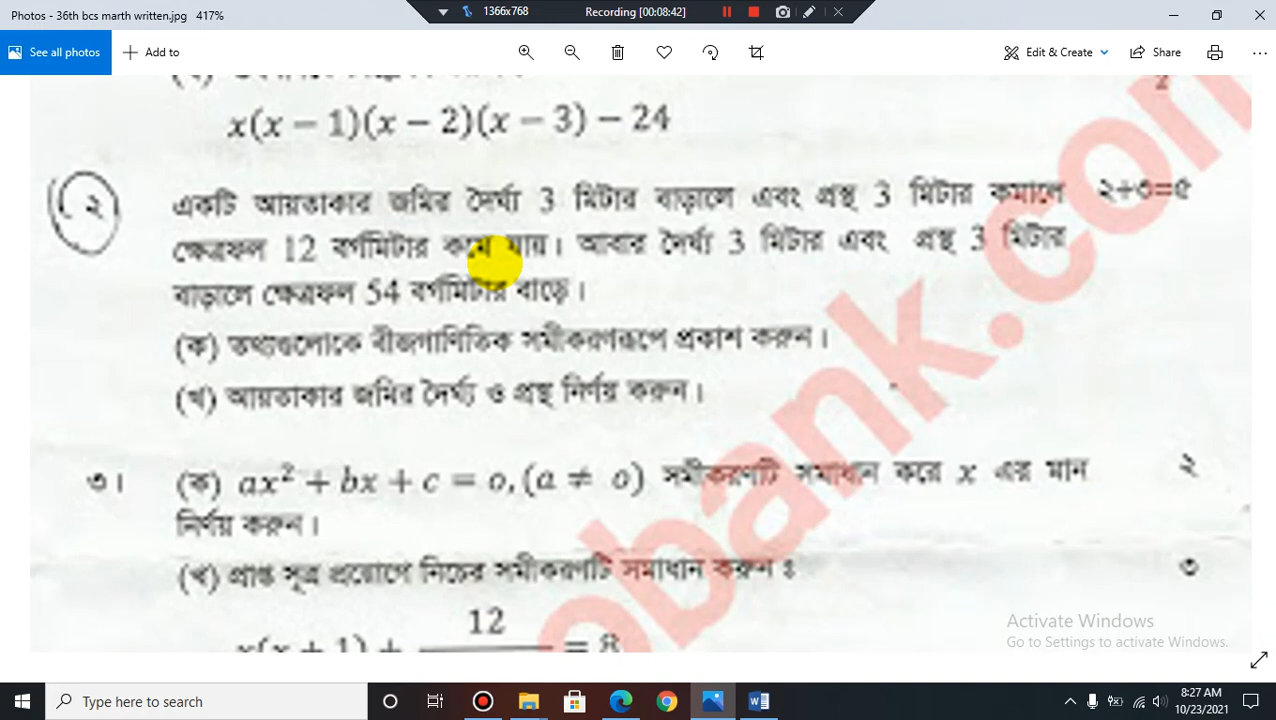 Photos - 36th bcs marth written.jpg 417%
1366x768 Recording [00:08:42]
See all photos
Add to
Edit & Create
Share
x(x − 1)(x − 2)(x − 3) − 24
২ একটি আয়তাকার জমির দৈর্ঘ্য 3 মিটার বাড়ালে এবং প্রস্থ 3 মিটার কমালে ২+৩=৫
ক্ষেত্রফল 12 বর্গমিটার কমে যায়। আবার দৈর্ঘ্য 3 মিটার এবং প্রস্থ 3 মিটার
বাড়ালে ক্ষেত্রফল 54 বর্গমিটার বাড়ে।
(ক) তথ্যগুলোকে বীজগাণিতিক সমীকরণরূপে প্রকাশ করুন।
(খ) আয়তাকার জমির দৈর্ঘ্য ও প্রস্থ নির্ণয় করুন।
৩। (ক) ax² + bx + c = o, (a ≠ o) সমীকরণটি সমাধান করে x এর মান ২
নির্ণয় করুন।
(খ) প্রাপ্ত সূত্র প্রয়োগে নিচের সমীকরণটি সমাধান করুন ঃ ৩
x(x + 1) + 12 = 8
obank.com
Activate Windows
Go to Settings to activate Windows.
Type here to search
8:27 AM
10/23/2021